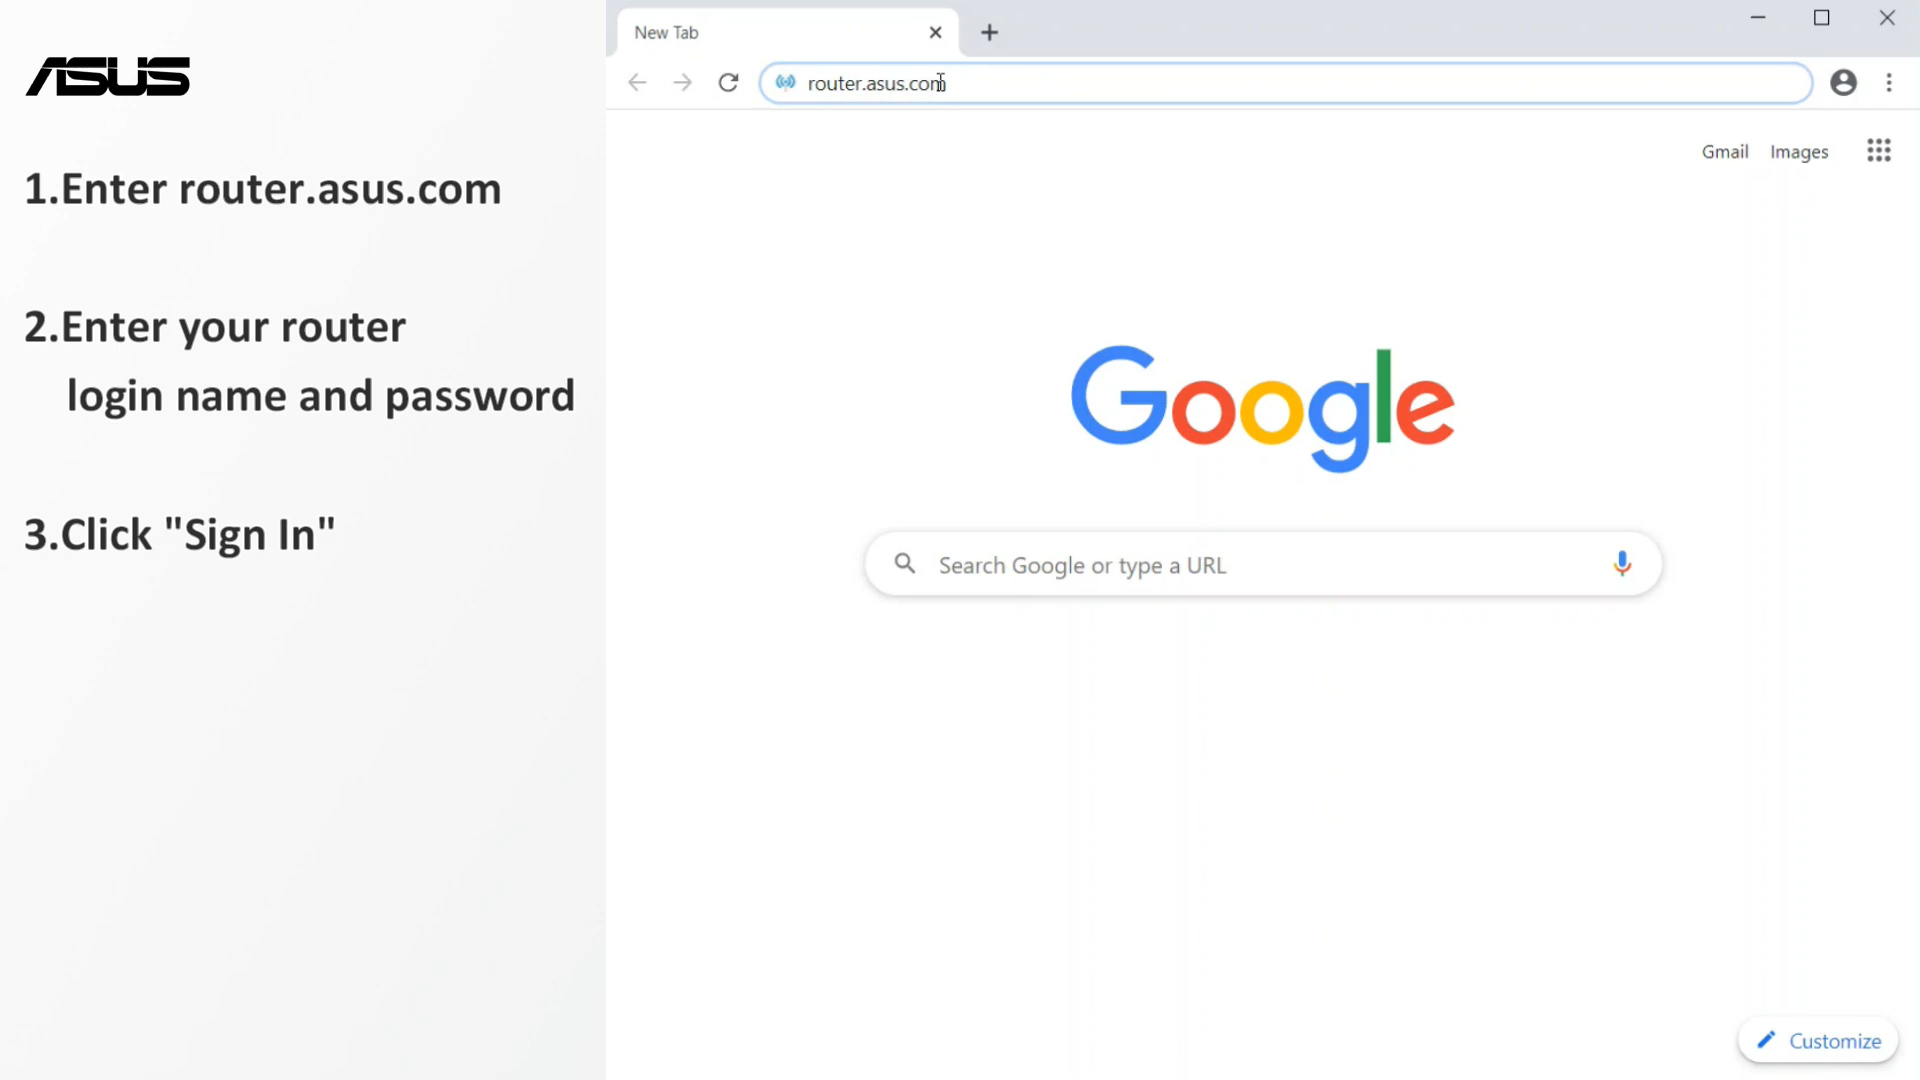 ASUS
1.Enter router.asus.com
2.Enter your router
login name and password
3.Click "Sign In"
New Tab
router.asus.com
Gmail Images
Google
Search Google or type a URL
Customize